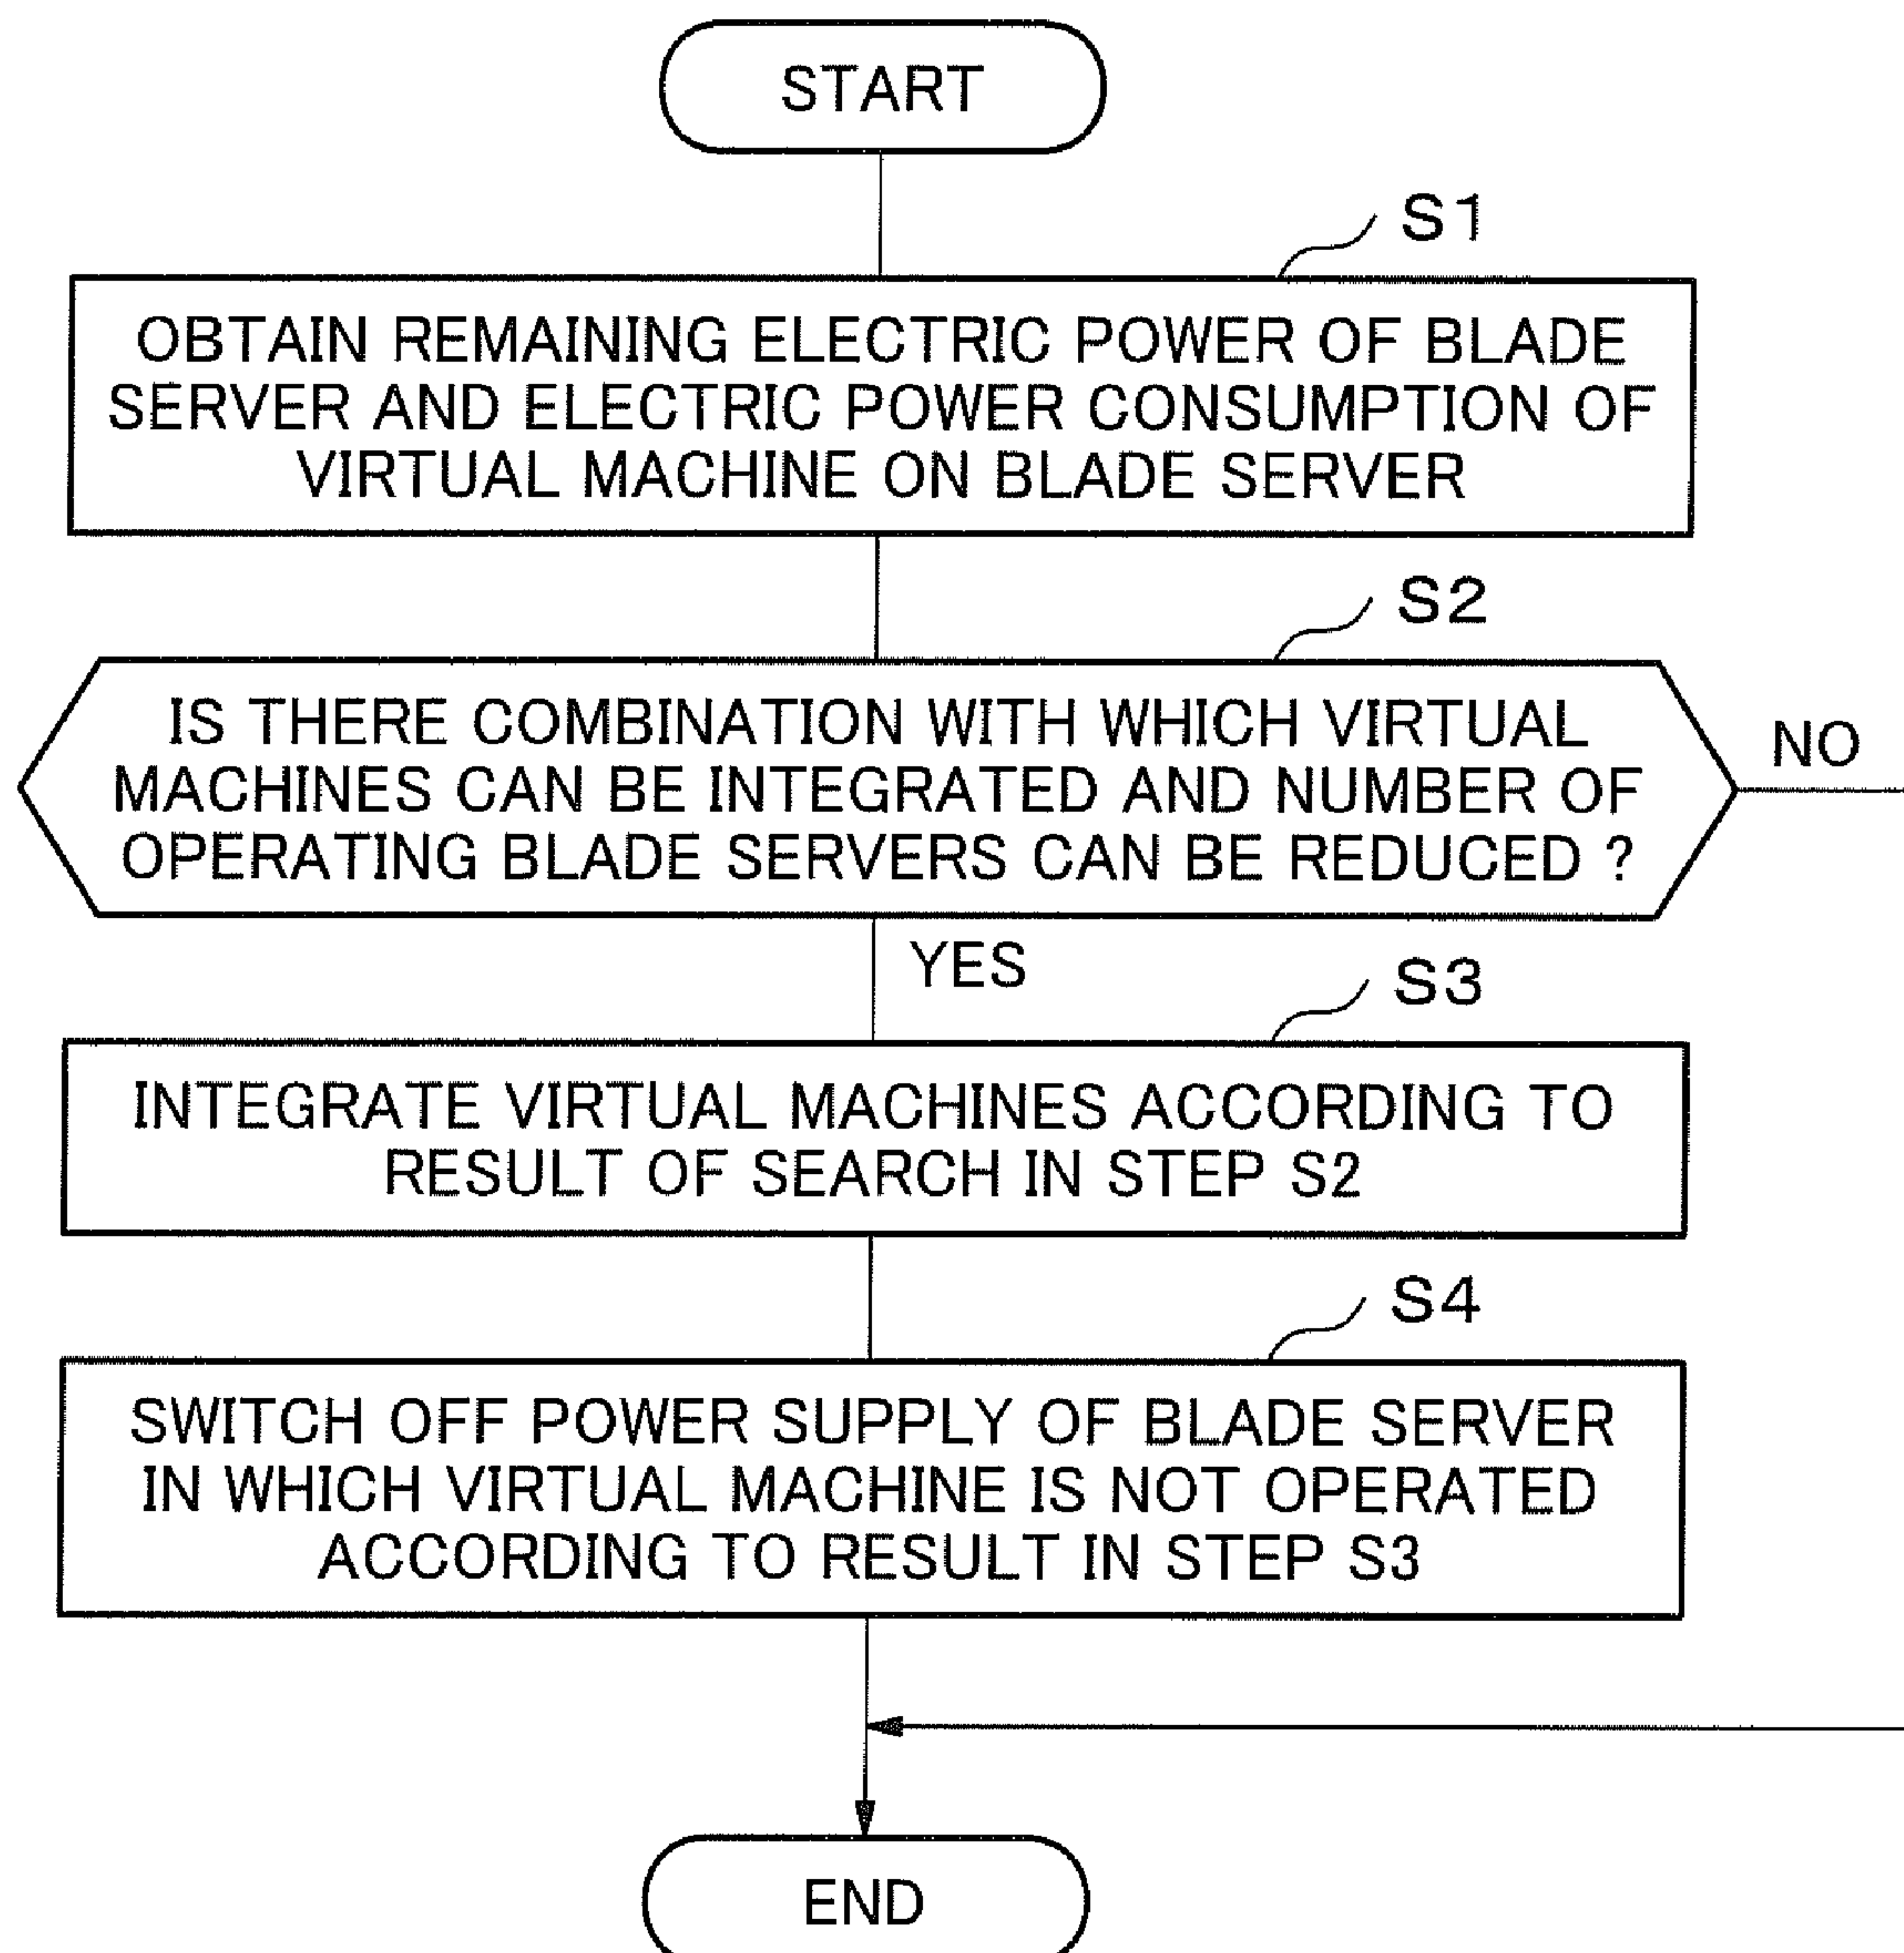 START
S1
OBTAIN REMAINING ELECTRIC POWER OF BLADE
SERVER AND ELECTRIC POWER CONSUMPTION OF
VIRTUAL MACHINE ON BLADE SERVER
S2
IS THERE COMBINATION WITH WHICH VIRTUAL
MACHINES CAN BE INTEGRATED AND NUMBER OF
OPERATING BLADE SERVERS CAN BE REDUCED ?
NO
YES
S3
INTEGRATE VIRTUAL MACHINES ACCORDING TO
RESULT OF SEARCH IN STEP S2
S4
SWITCH OFF POWER SUPPLY OF BLADE SERVER
IN WHICH VIRTUAL MACHINE IS NOT OPERATED
ACCORDING TO RESULT IN STEP S3
END